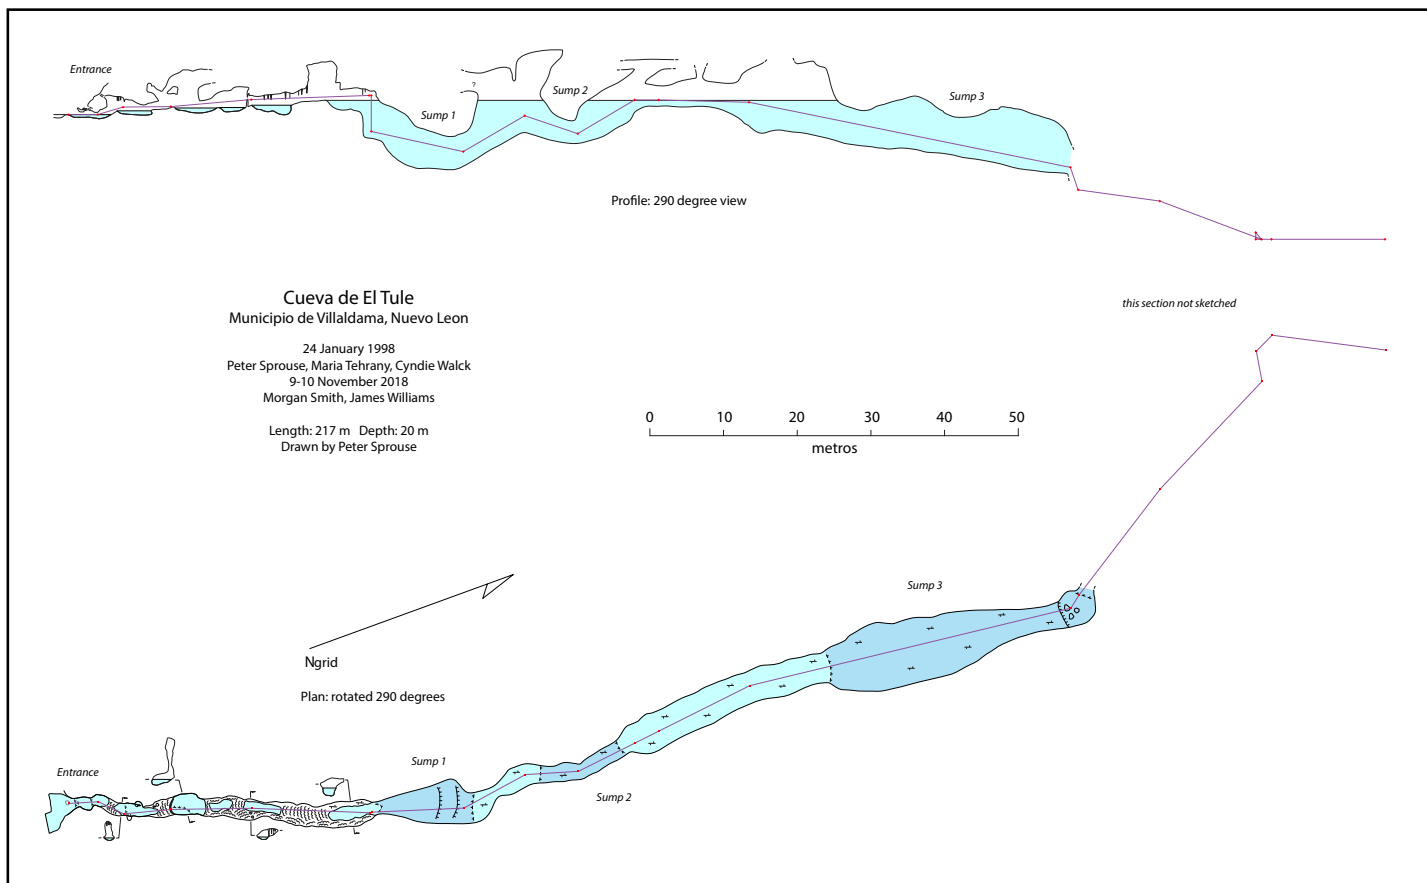 Entrance
Sump 1
?
Sump 2
Sump 3
Profile: 290 degree view
Cueva de El Tule
Municipio de Villaldama, Nuevo Leon
24 January 1998
Peter Sprouse, Maria Tehrany, Cyndie Walck
9-10 November 2018
Morgan Smith, James Williams
Length: 217 m Depth: 20 m
Drawn by Peter Sprouse
this section not sketched
0 10 20 30 40 50
metros
Ngrid
Plan: rotated 290 degrees
Entrance
Sump 1
Sump 2
Sump 3